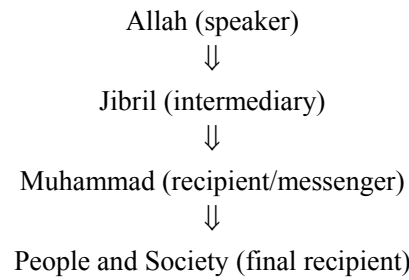 Allah (speaker)
⇓
Jibril (intermediary)
⇓
Muhammad (recipient/messenger)
⇓
People and Society (final recipient)